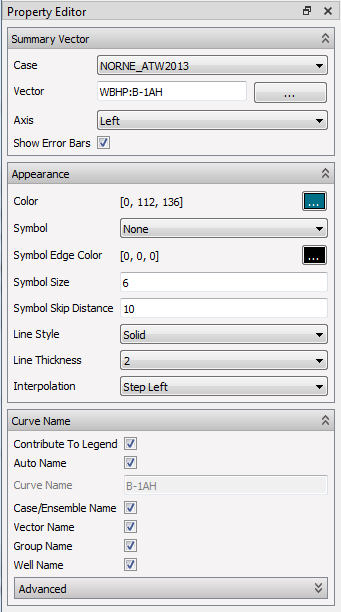 Property Editor
Summary Vector
Case NORNE_ATW2013
Vector WBHP:B-1AH ...
Axis Left
Show Error Bars
Appearance
Color [0, 112, 136] ...
Symbol None
Symbol Edge Color [0, 0, 0] ...
Symbol Size 6
Symbol Skip Distance 10
Line Style Solid
Line Thickness 2
Interpolation Step Left
Curve Name
Contribute To Legend
Auto Name
Curve Name B-1AH
Case/Ensemble Name
Vector Name
Group Name
Well Name
Advanced